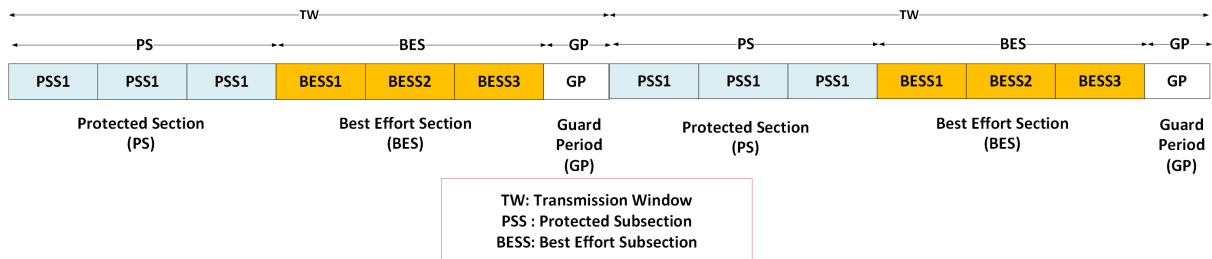 TW TW
PS BES GP PS BES GP
PSS1 PSS1 PSS1 BESS1 BESS2 BESS3 GP PSS1 PSS1 PSS1 BESS1 BESS2 BESS3 GP
Protected Section
(PS)
Best Effort Section
(BES)
Guard
Period
(GP)
Protected Section
(PS)
Best Effort Section
(BES)
Guard
Period
(GP)
TW: Transmission Window
PSS : Protected Subsection
BESS: Best Effort Subsection